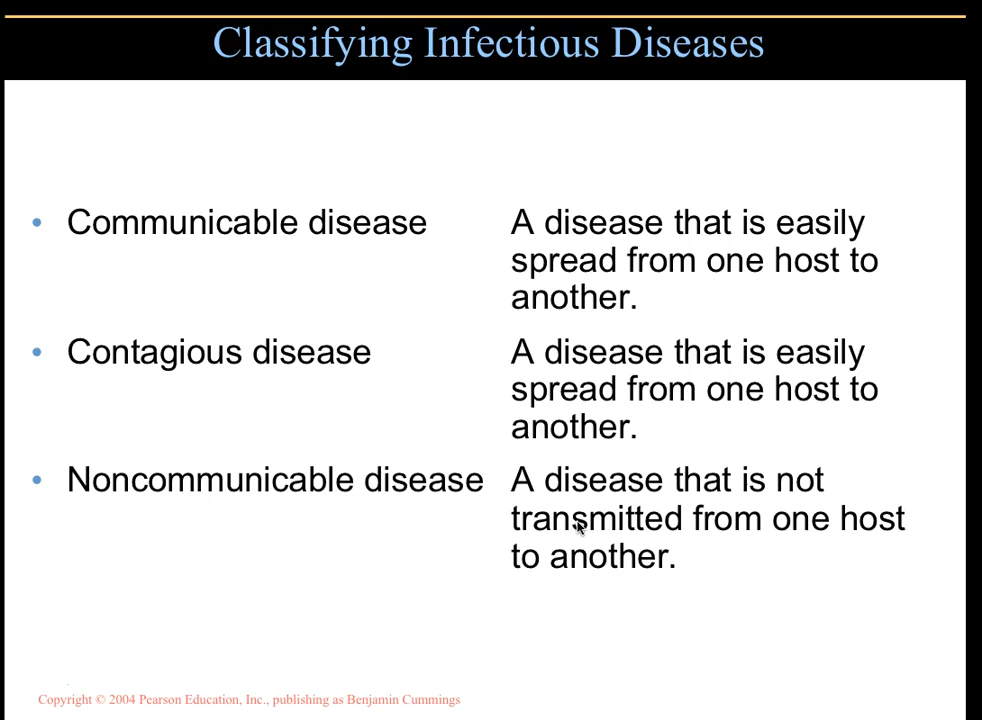 Classifying Infectious Diseases
• Communicable disease A disease that is easily
spread from one host to
another.
• Contagious disease A disease that is easily
spread from one host to
another.
• Noncommunicable disease A disease that is not
transmitted from one host
to another.
Copyright © 2004 Pearson Education, Inc., publishing as Benjamin Cummings